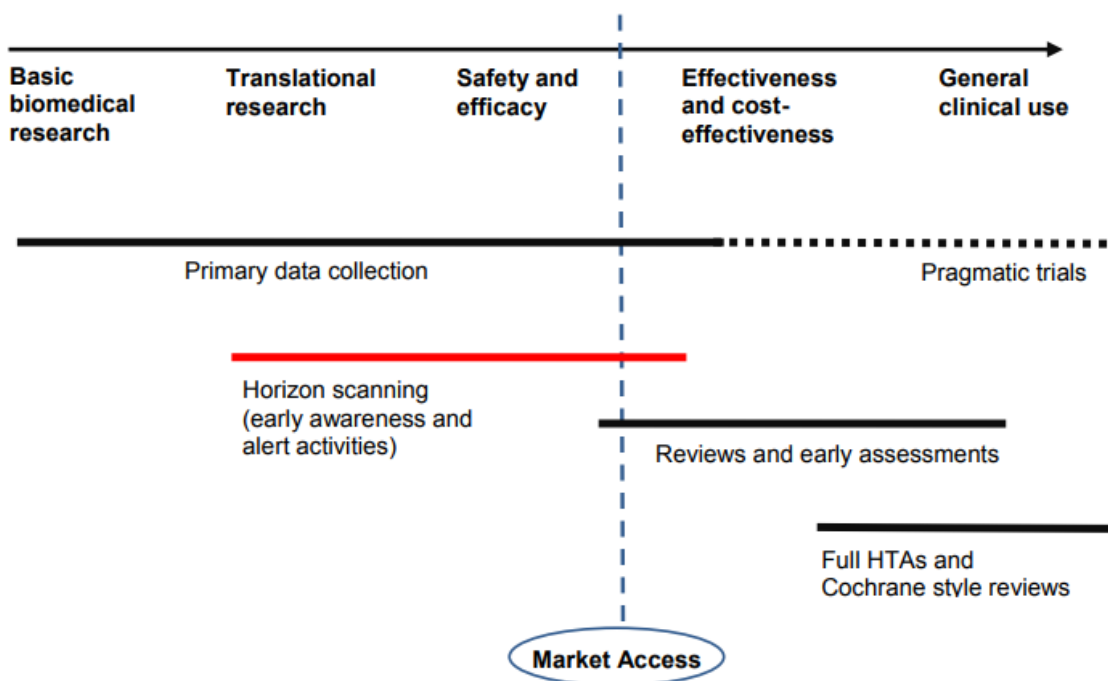 Basic
biomedical
research
Translational
research
Safety and
efficacy
Effectiveness
and cost-
effectiveness
General
clinical use
Primary data collection
Pragmatic trials
Horizon scanning
(early awareness and
alert activities)
Reviews and early assessments
Full HTAs and
Cochrane style reviews
Market Access